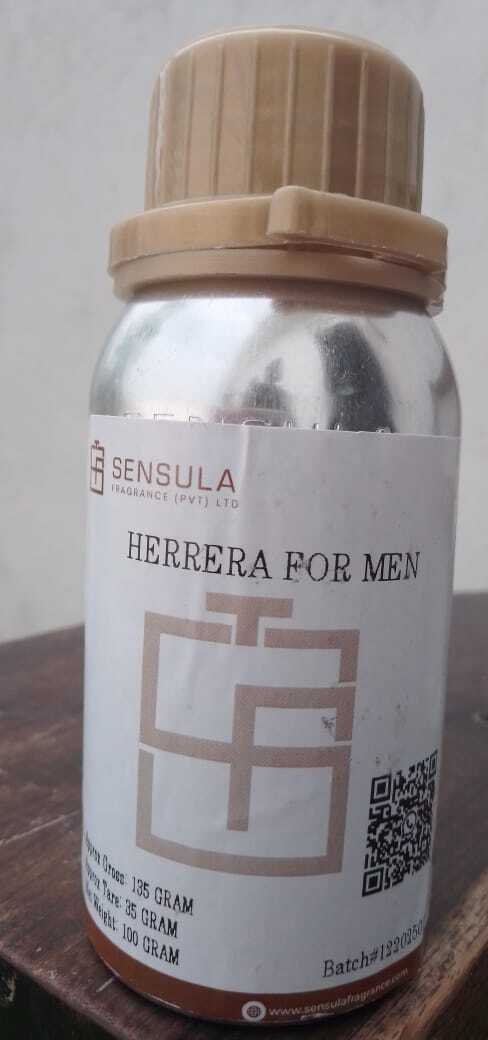 SENSULA
FRAGRANCE (PVT) LTD
HERRERA FOR MEN
Gross: 135 GRAM
Tare: 35 GRAM
Weight: 100 GRAM
www.sensulafragrance.com